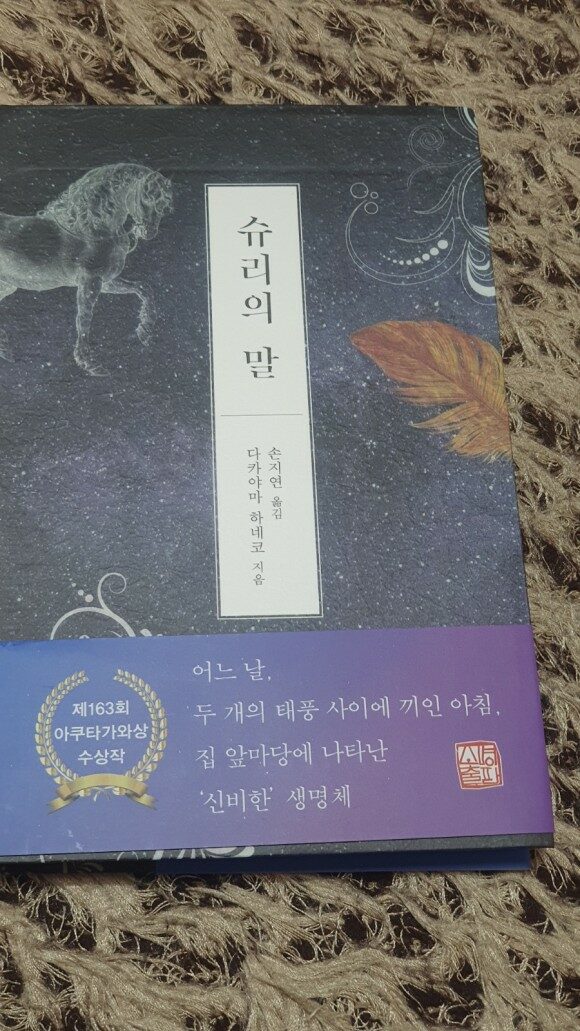 슈리의 말
다카야마 하네코 지음
손지연 옮김
제163회
아쿠타가와상
수상작
어느 날,
두 개의 태풍 사이에 끼인 아침,
집 앞마당에 나타난
‘신비한’ 생명체